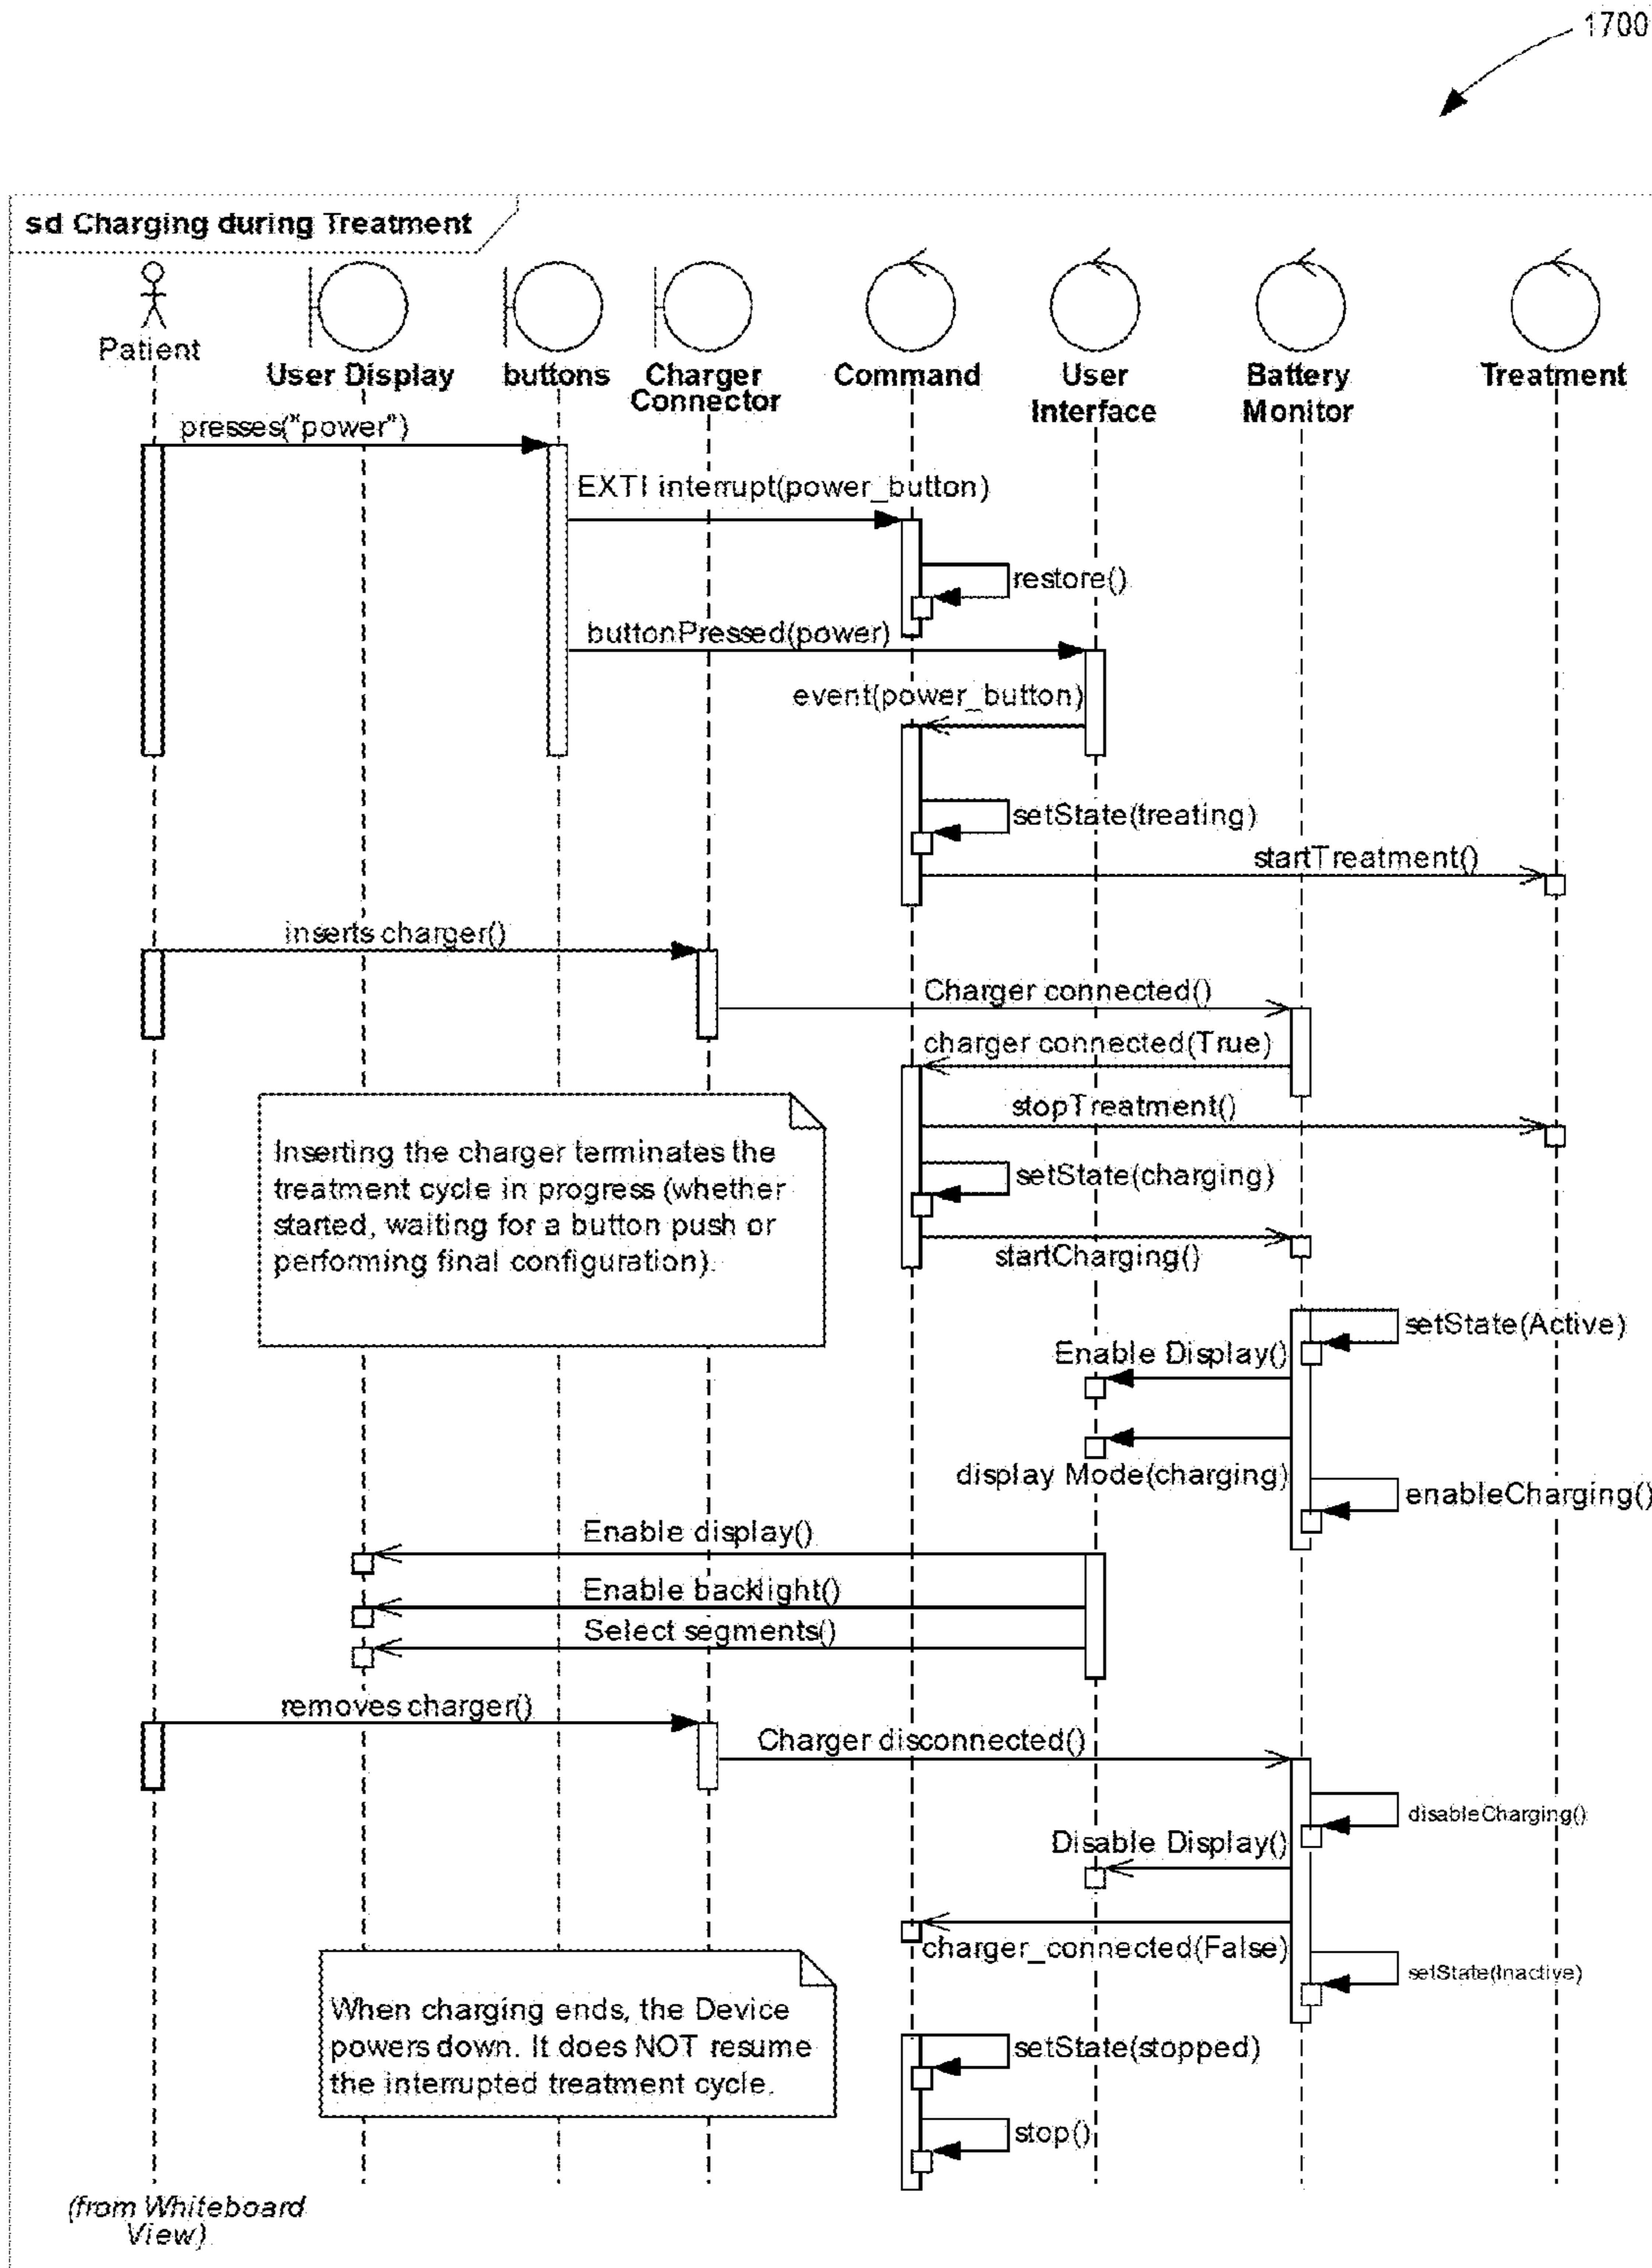 1700
sd Charging during Treatment
Patient
User Display
buttons
Charger
Connector
Command
User
Interface
Battery
Monitor
Treatment
presses("power")
EXTI interrupt(power_button)
restore()
buttonPressed(power)
event(power_button)
setState(treating)
startTreatment()
inserts charger()
Charger connected()
charger connected(True)
stopTreatment()
Inserting the charger terminates the
treatment cycle in progress (whether
started, waiting for a button push or
performing final configuration).
setState(charging)
startCharging()
setState(Active)
Enable Display()
display Mode(charging)
enableCharging()
Enable display()
Enable backlight()
Select segments()
removes charger()
Charger disconnected()
disableCharging()
Disable Display()
charger_connected(False)
setState(Inactive)
When charging ends, the Device
powers down. It does NOT resume
the interrupted treatment cycle.
setState(stopped)
stop()
(from Whiteboard
View)